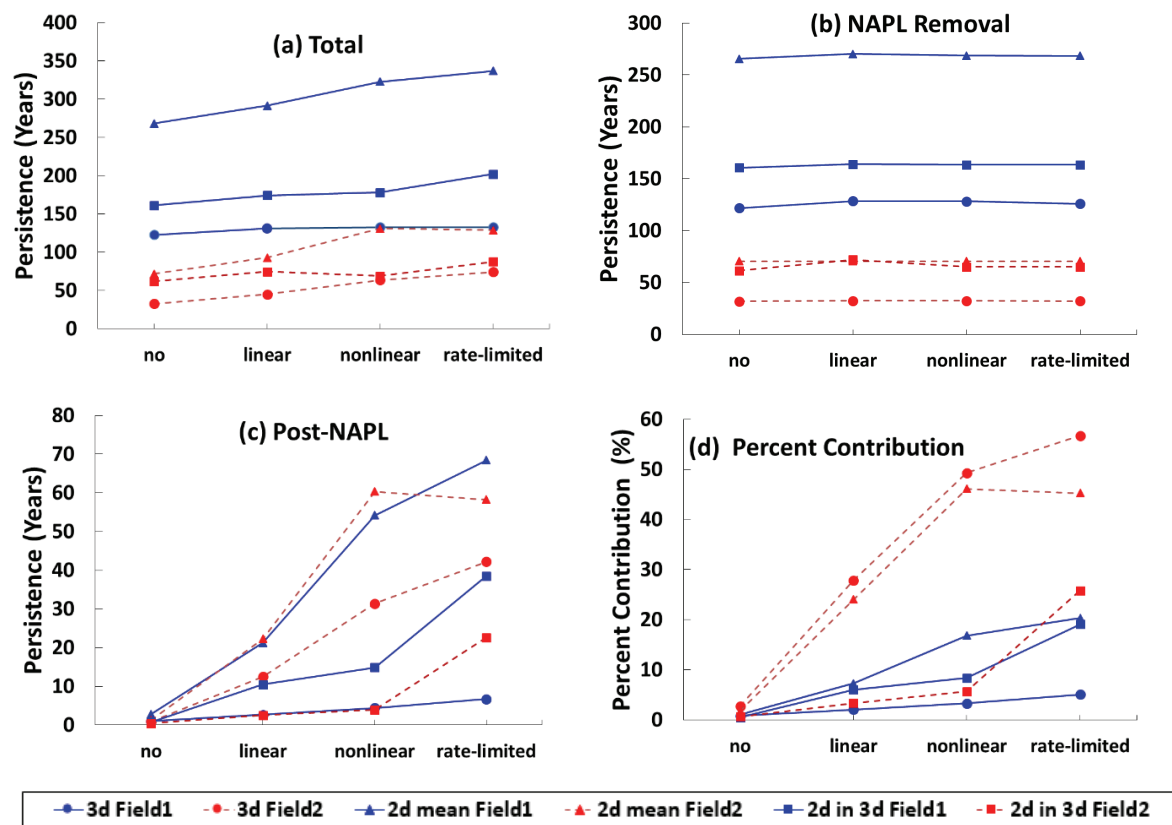 (a) Total
Persistence (Years)
400
350
300
250
200
150
100
50
0
no linear nonlinear rate-limited
(b) NAPL Removal
Persistence (Years)
300
250
200
150
100
50
0
no linear nonlinear rate-limited
(c) Post-NAPL
Persistence (Years)
80
70
60
50
40
30
20
10
0
no linear nonlinear rate-limited
(d) Percent Contribution
Percent Contribution (%)
60
50
40
30
20
10
0
no linear nonlinear rate-limited
3d Field1 3d Field2 2d mean Field1 2d mean Field2 2d in 3d Field1 2d in 3d Field2